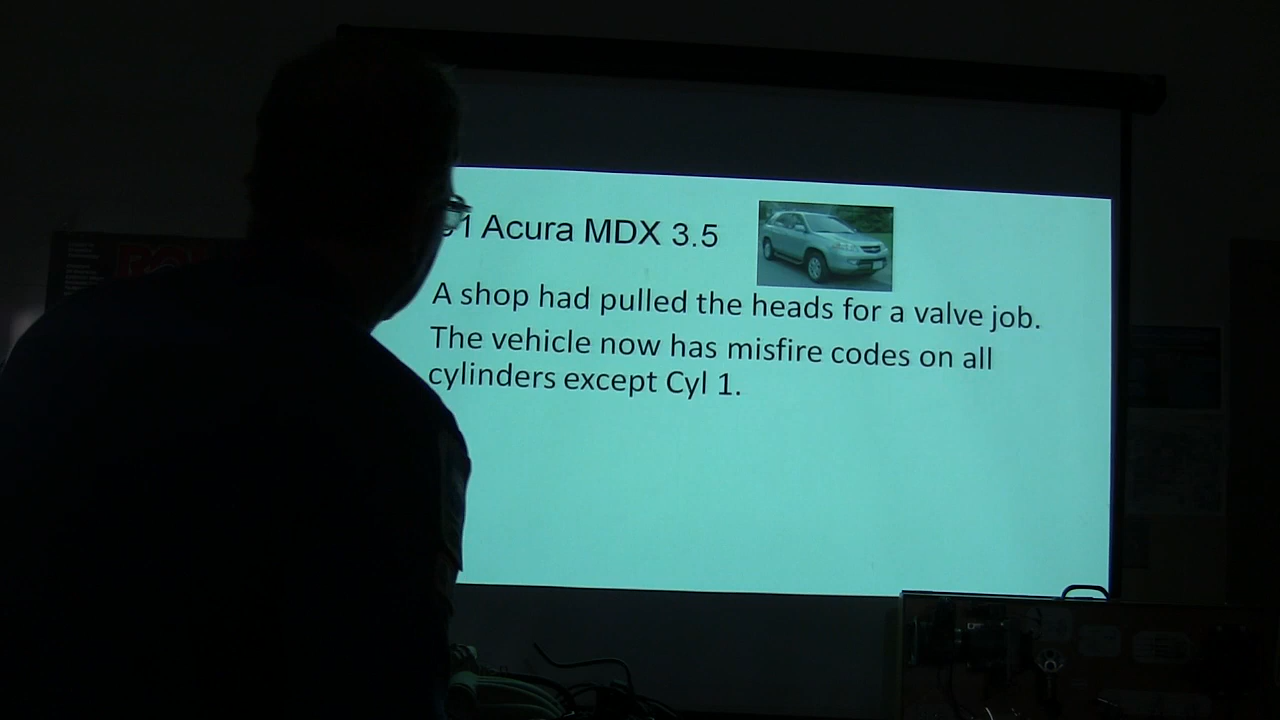 1 Acura MDX 3.5
A shop had pulled the heads for a valve job.
The vehicle now has misfire codes on all
cylinders except Cyl 1.